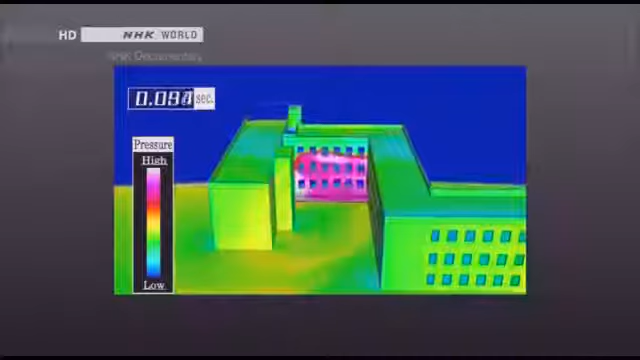 HD NHK WORLD
NHK Documentary
sec.
Pressure
High
Low